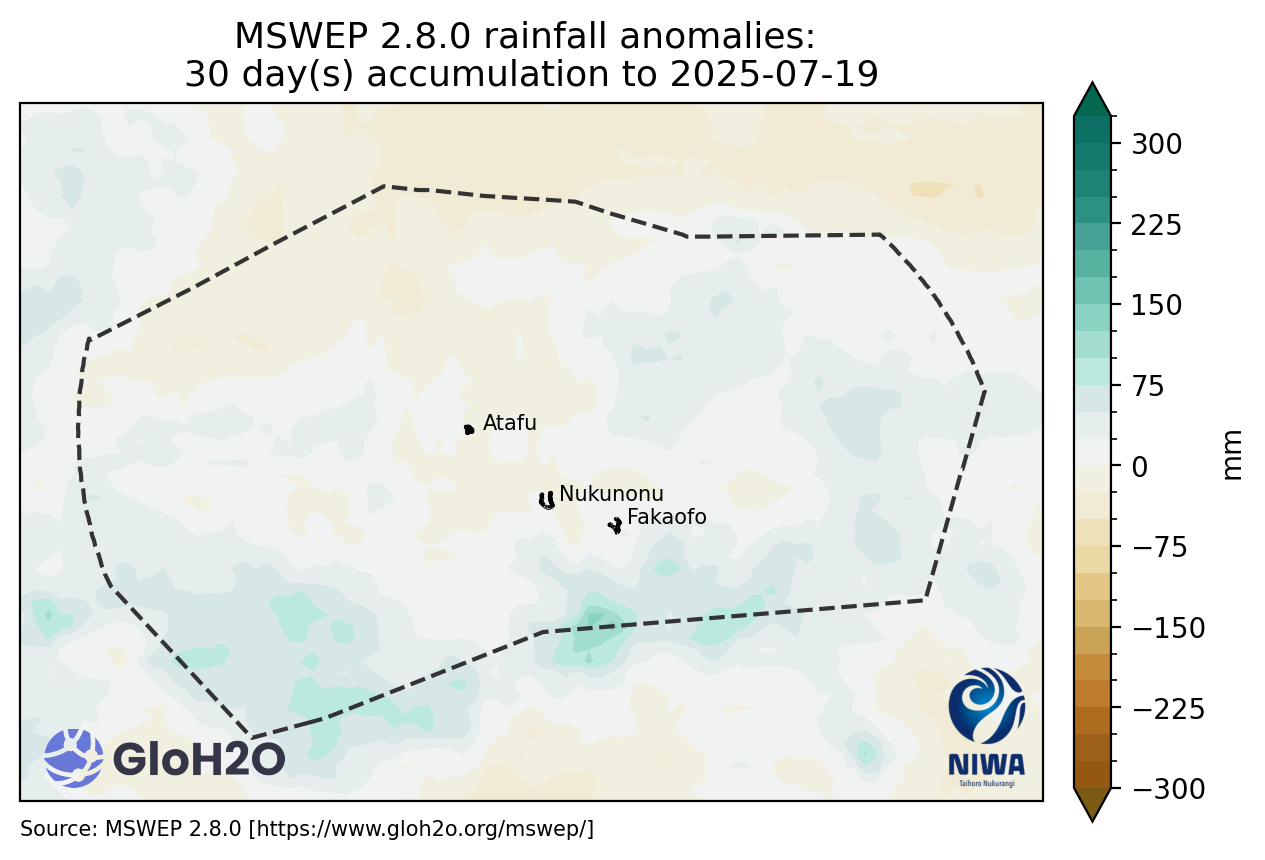 MSWEP 2.8.0 rainfall anomalies:
30 day(s) accumulation to 2025-07-19
300
225
150
75
0
−75
−150
−225
−300
mm
Atafu
Nukunonu
Fakaofo
GloH2O
NIWA
Taihoro Nukurangi
Source: MSWEP 2.8.0 [https://www.gloh2o.org/mswep/]